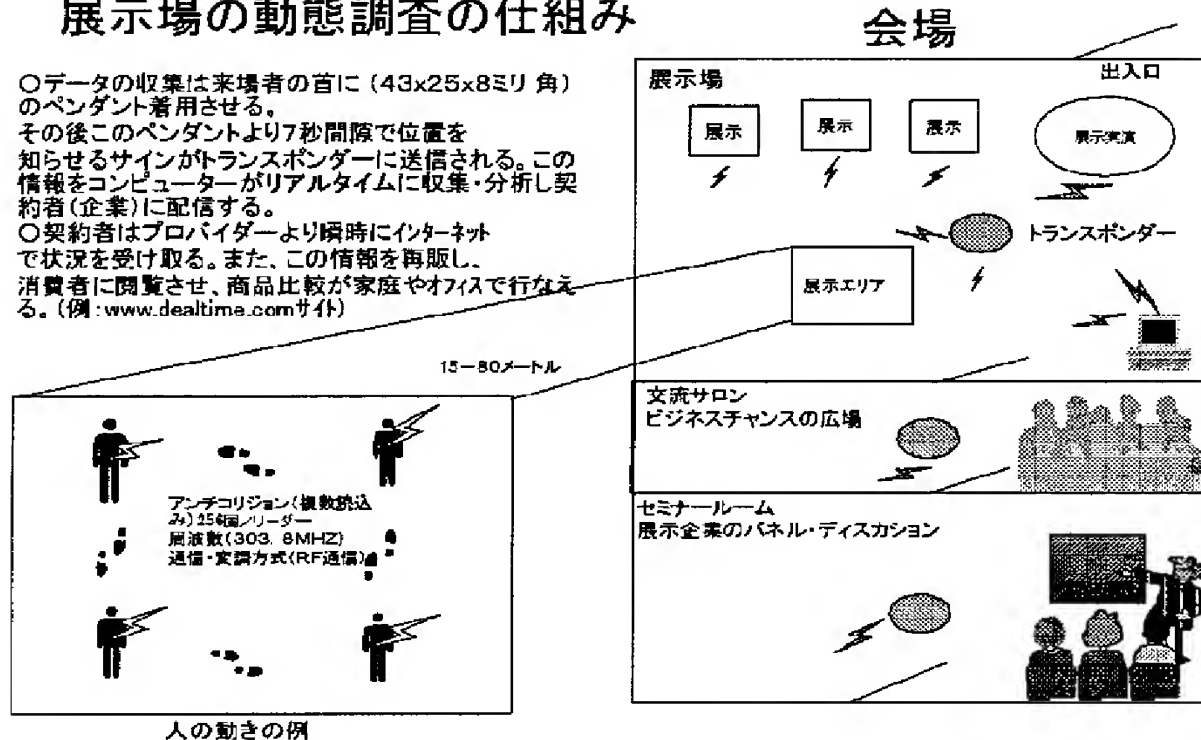 展示場の動態調査の仕組み
〇データの収集は来場者の首に (43x25x8ミリ 角)
のペンダント着用させる。
その後このペンダントより7秒間隙で位置を
知らせるサインがトランスポンダーに送信される。この
情報をコンピューターがリアルタイムに収集・分析し契
約者(企業)に配信する。
〇契約者はプロバイダーより瞬時にインターネット
で状況を受け取る。また、この情報を再販し、
消費者に閲覧させ、商品比較が家庭やオフィスで行なえ
る。(例:www.dealtime.comサイト)
15-80メートル
アンチコリジョン(複数読込
み)256個/リーダー
周波数(303. 8MHZ)
通信・変調方式(RF通信)
人の動きの例
会場
展示場
出入口
展示
展示
展示
展示実演
トランスポンダー
展示エリア
文流サロン
ビジネスチャンスの広場
セミナールーム
展示企業のパネル・ディスカション